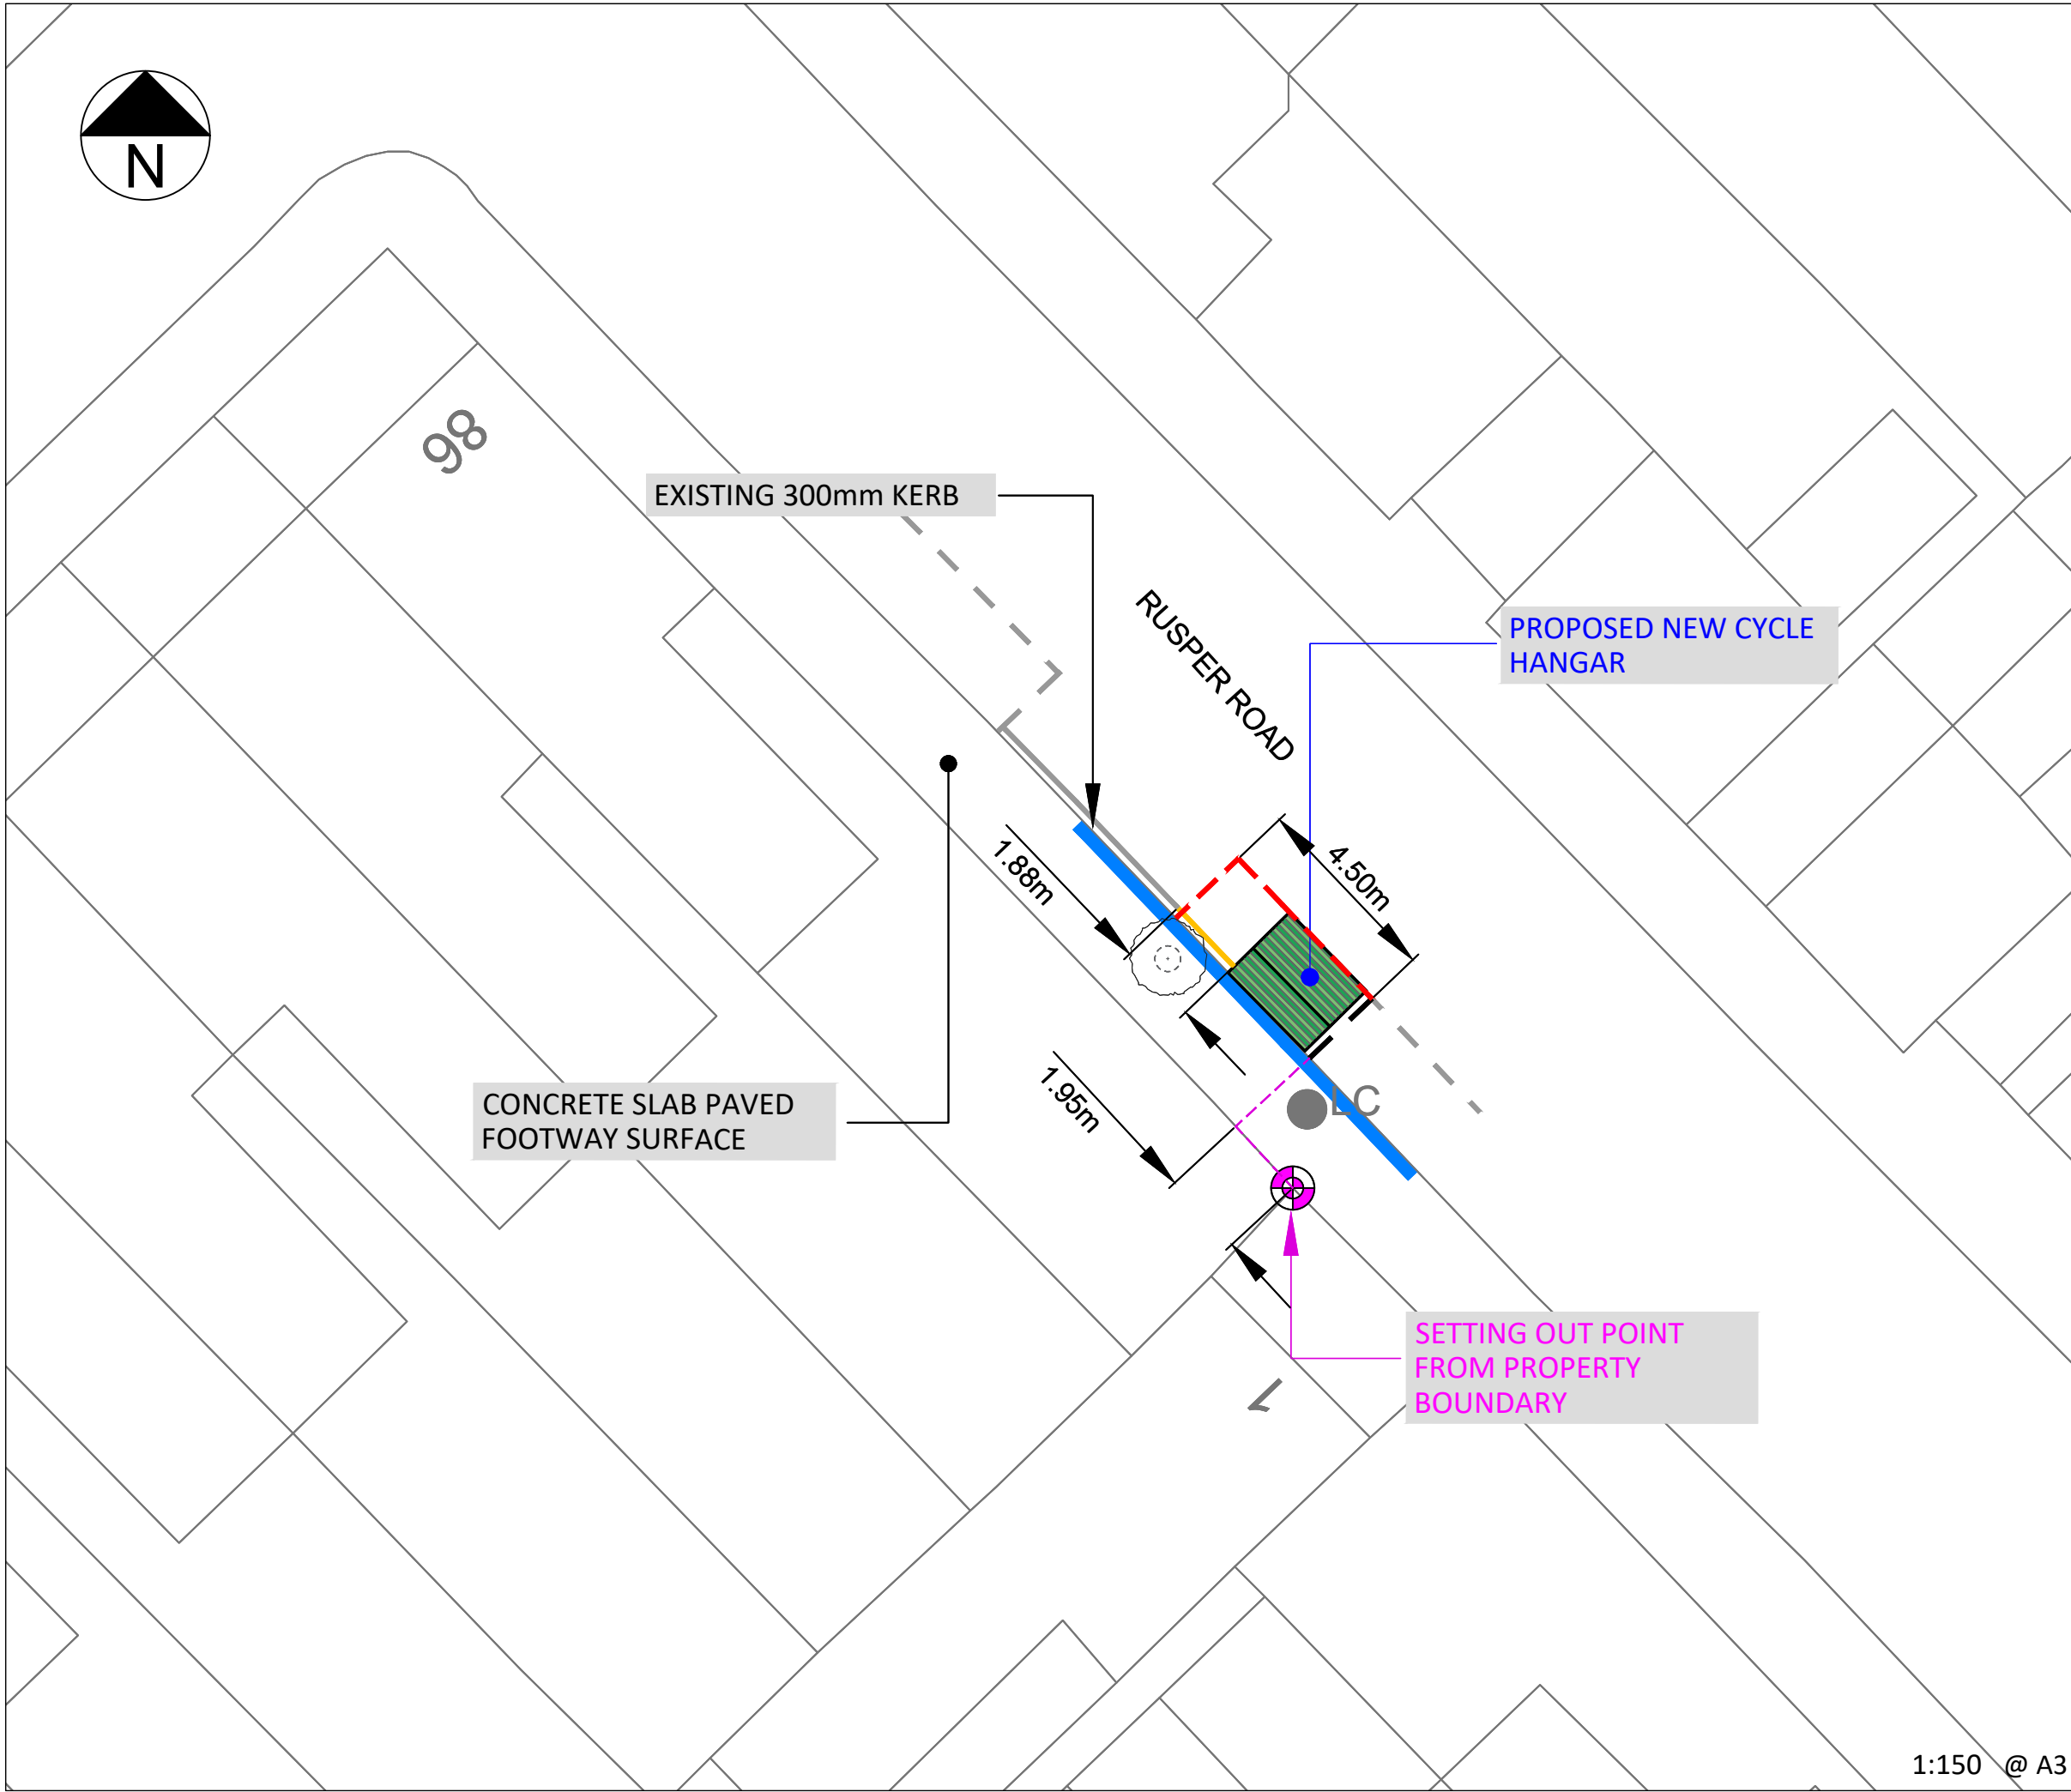 N
98
EXISTING 300mm KERB
RUSPER ROAD
PROPOSED NEW CYCLE
HANGAR
1.88m
4.50m
1.95m
LC
CONCRETE SLAB PAVED
FOOTWAY SURFACE
SETTING OUT POINT
FROM PROPERTY
BOUNDARY
1
1:150 @ A3